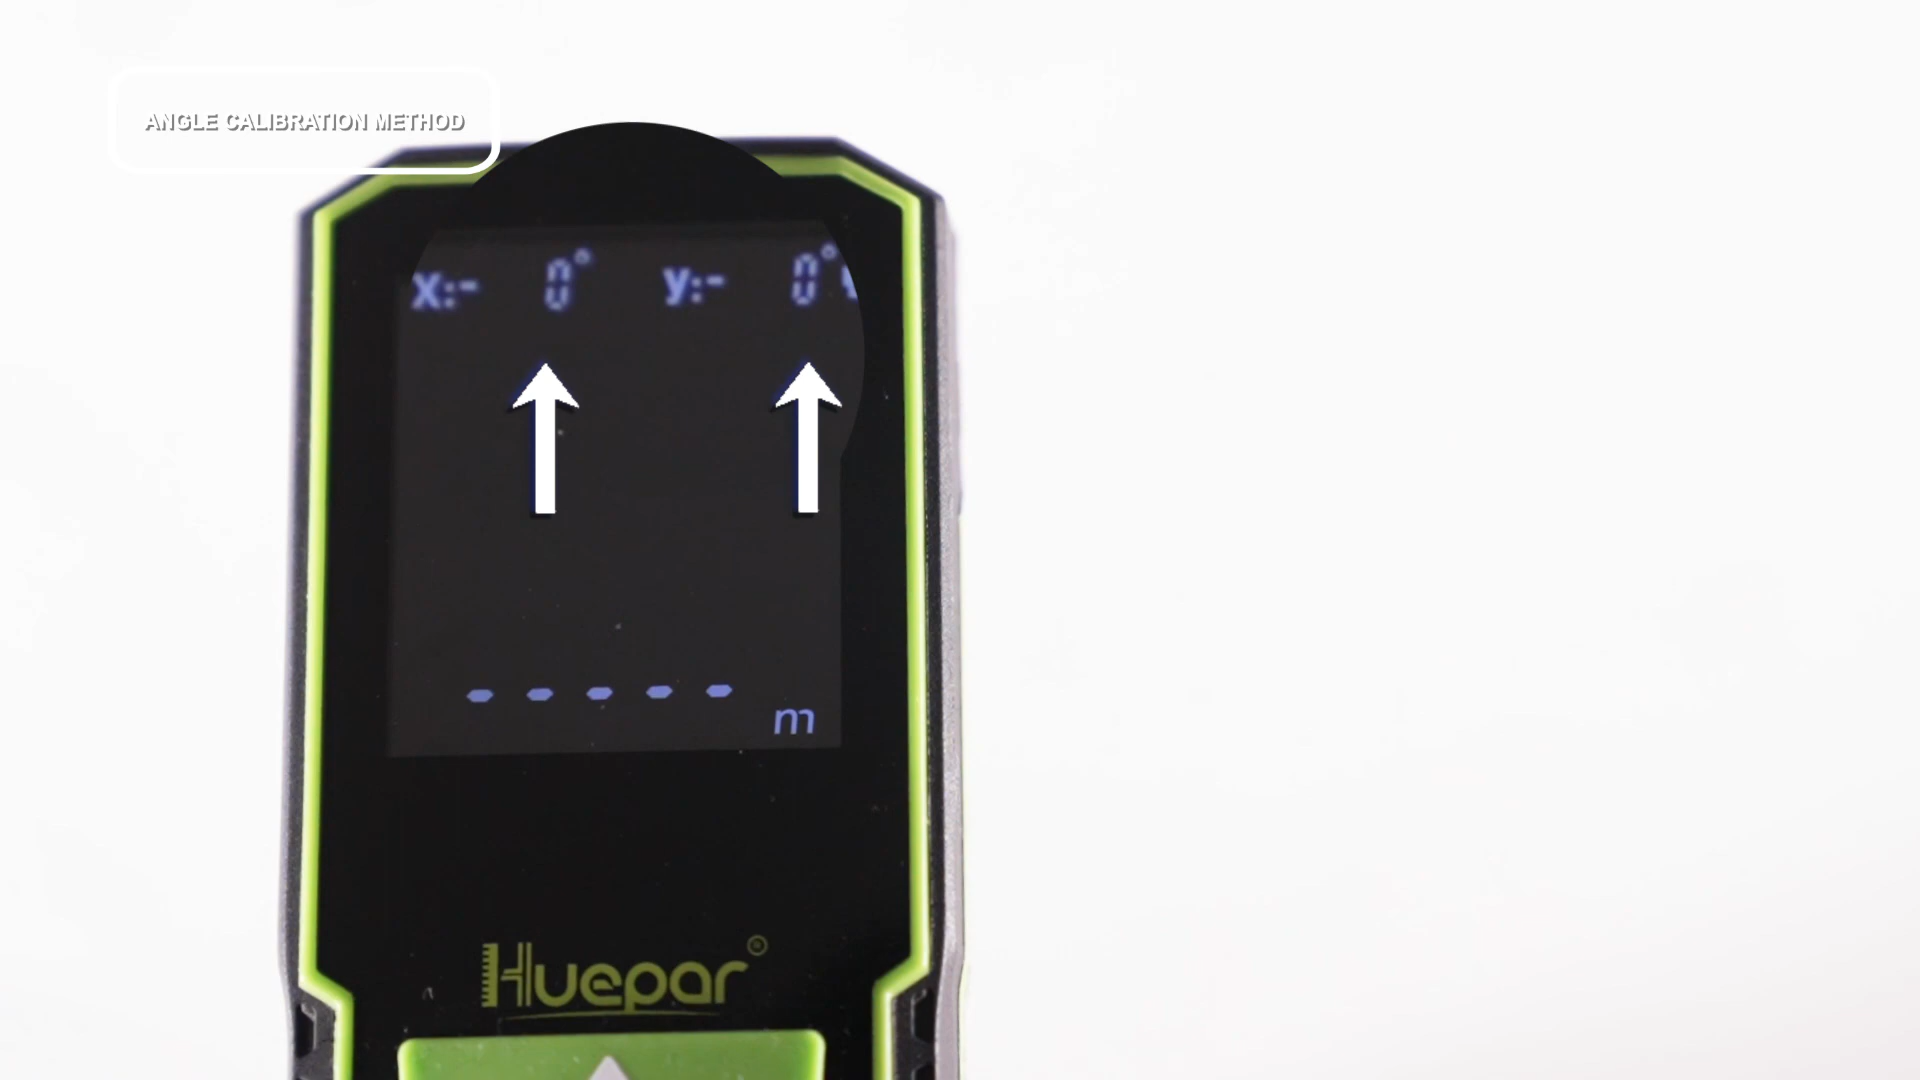 ANGLE CALIBRATION METHOD
X:- 0° y:- 0°
- - - - -
m
Huepar®